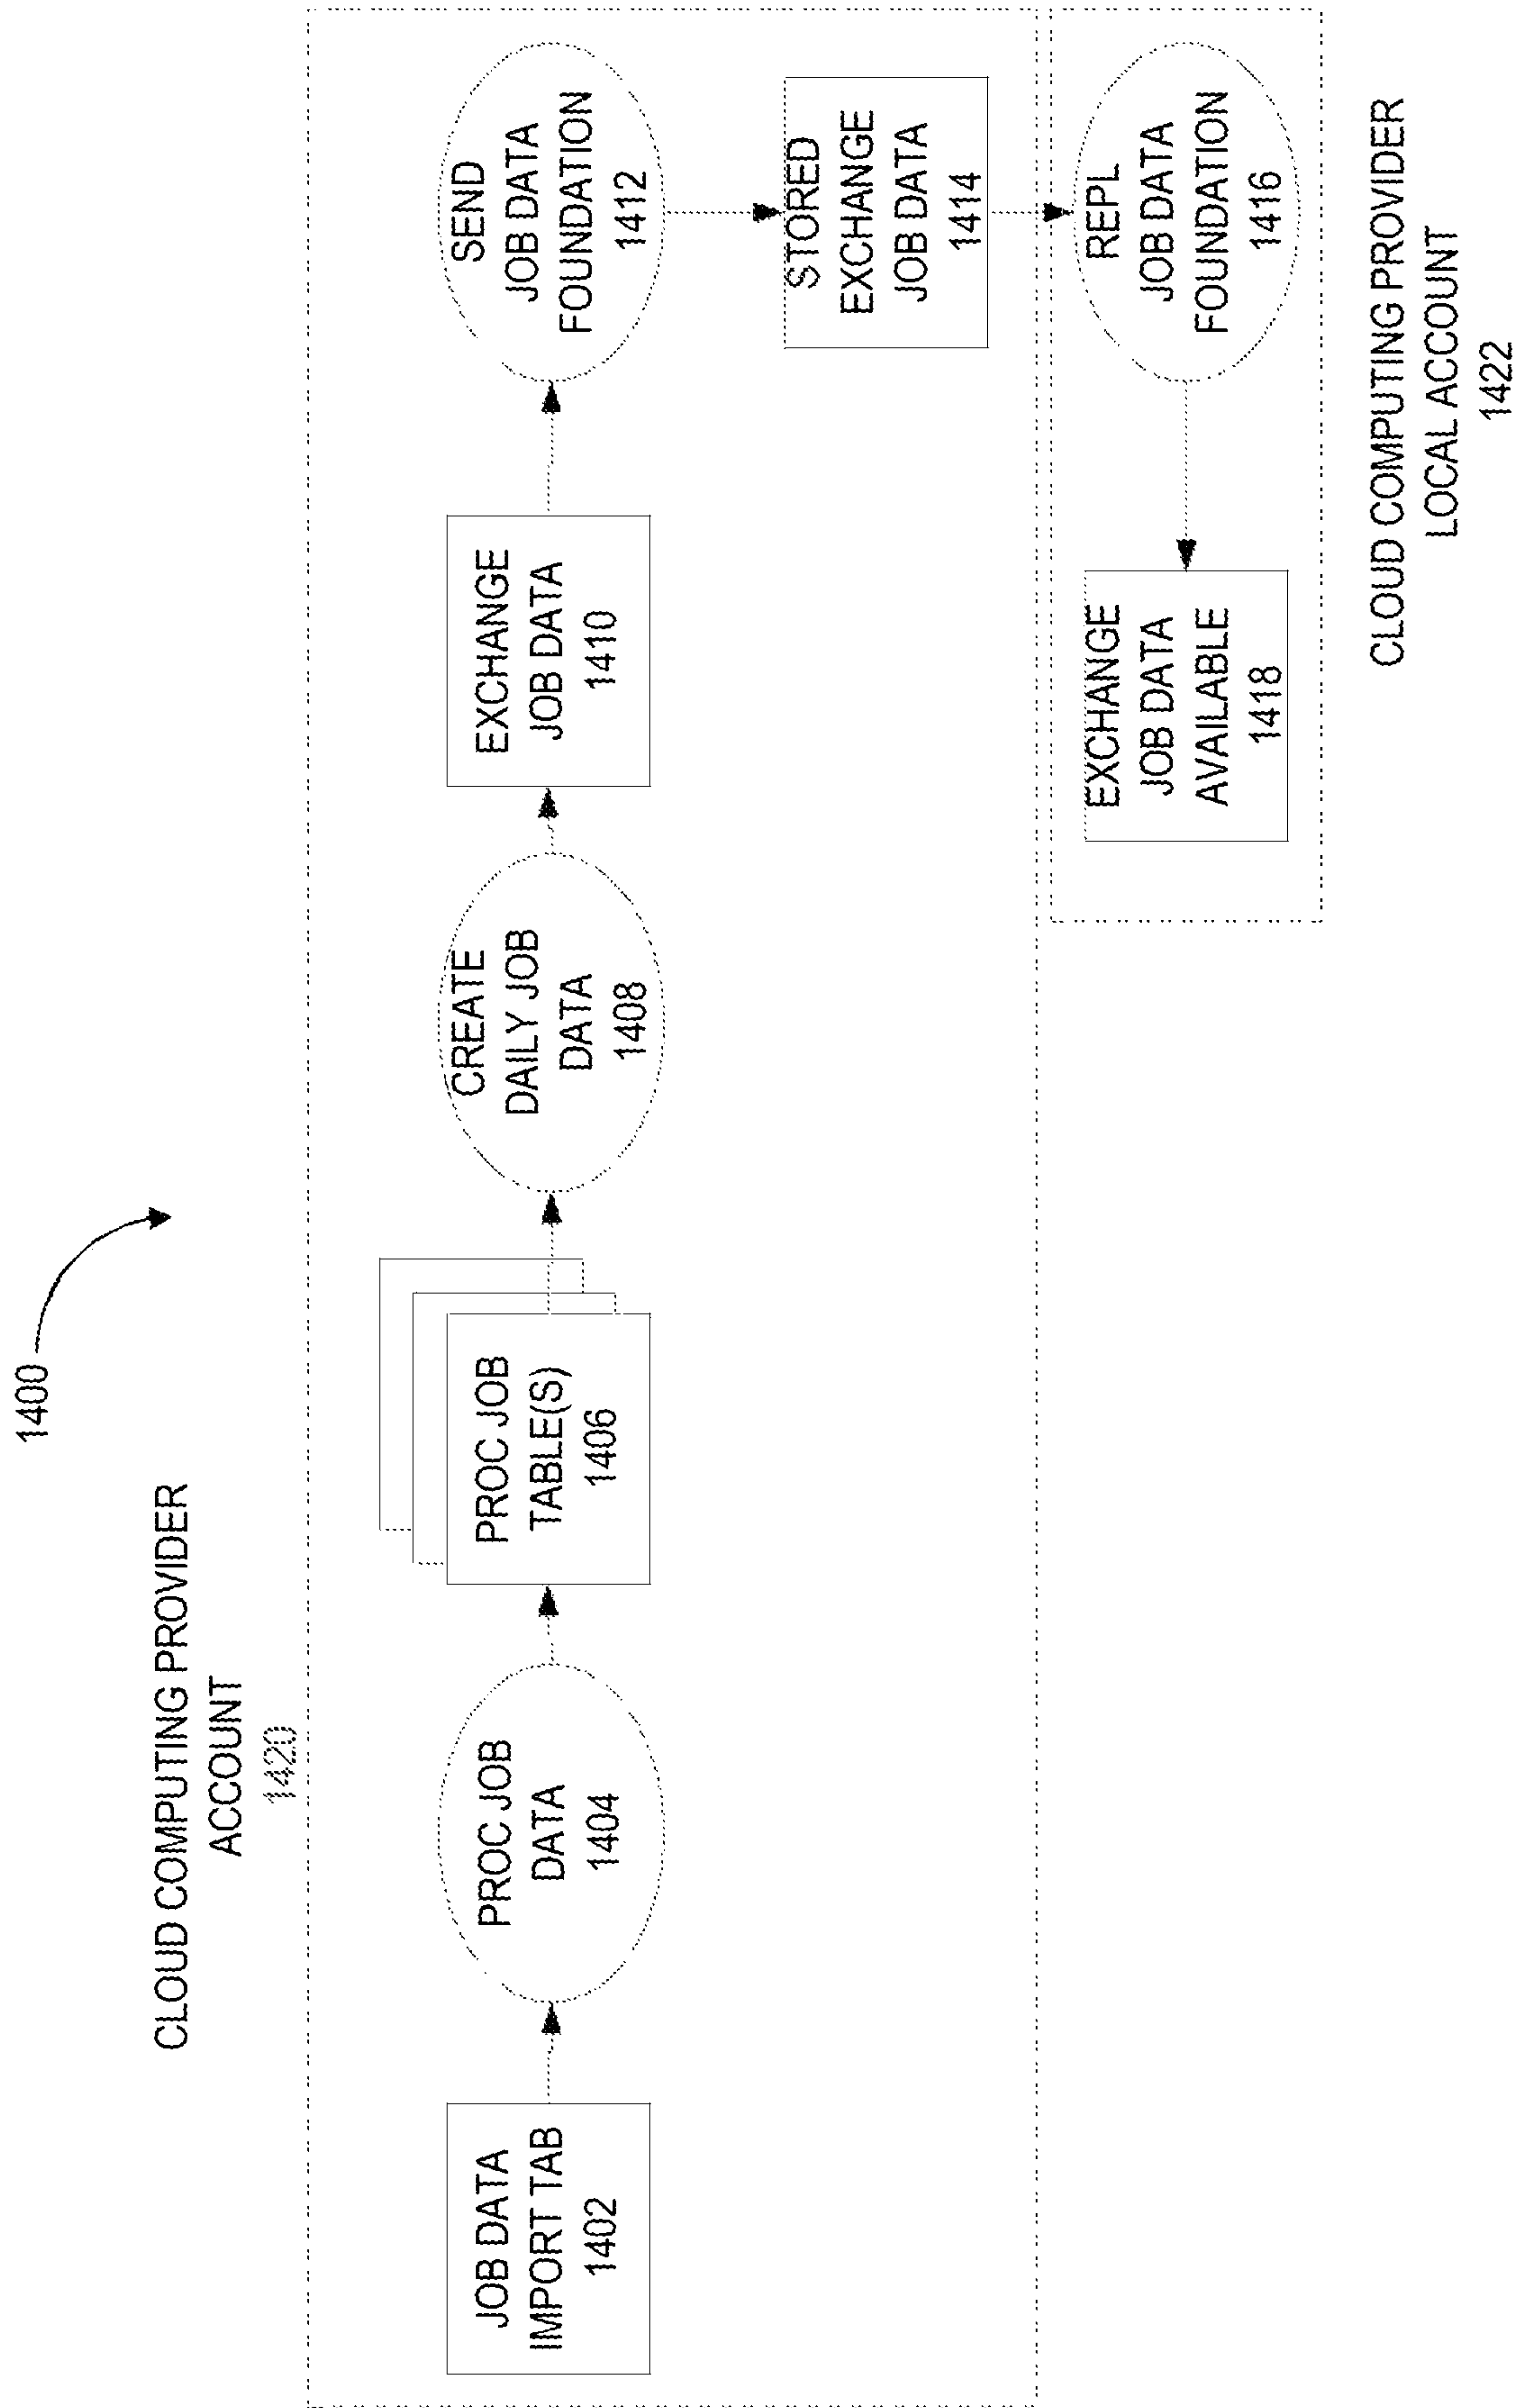 1400
CLOUD COMPUTING PROVIDER
ACCOUNT
1420
JOB DATA
IMPORT TAB
1402
PROC JOB
DATA
1404
PROC JOB
TABLE(S)
1406
CREATE
DAILY JOB
DATA
1408
EXCHANGE
JOB DATA
1410
SEND
JOB DATA
FOUNDATION
1412
STORED
EXCHANGE
JOB DATA
1414
REPL
JOB DATA
FOUNDATION
1416
EXCHANGE
JOB DATA
AVAILABLE
1418
CLOUD COMPUTING PROVIDER
LOCAL ACCOUNT
1422